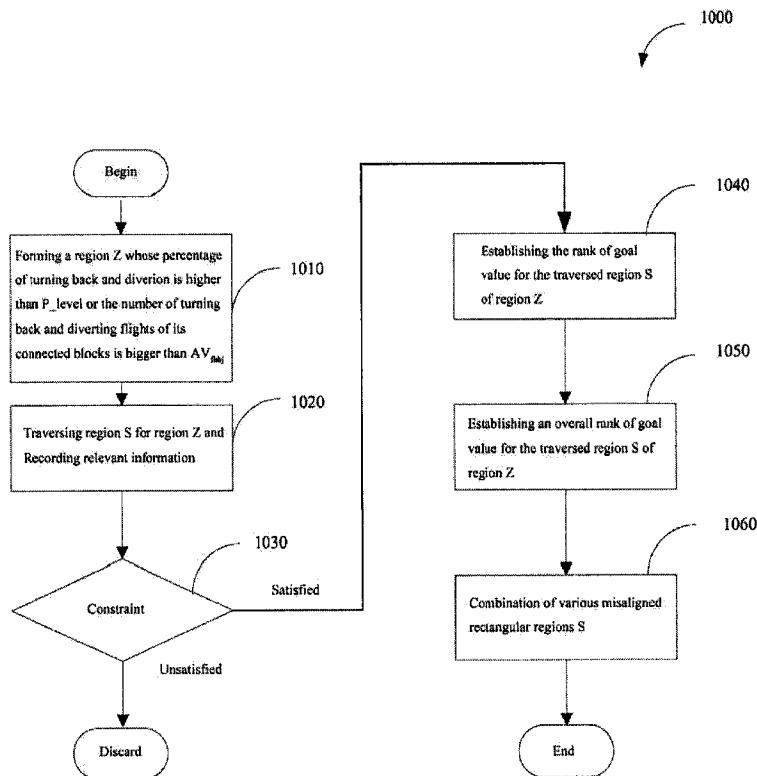 1000
Begin
Forming a region Z whose percentage
of turning back and diverion is higher
than P_level or the number of turning
back and diverting flights of its
connected blocks is bigger than AVfhbj
1010
Traversing region S for region Z and
Recording relevant information
1020
Constraint
1030
Satisfied
Unsatisfied
Discard
Establishing the rank of goal
value for the traversed region S
of region Z
1040
Establishing an overall rank of goal
value for the traversed region S of
region Z
1050
Combination of various misaligned
rectangular regions S
1060
End